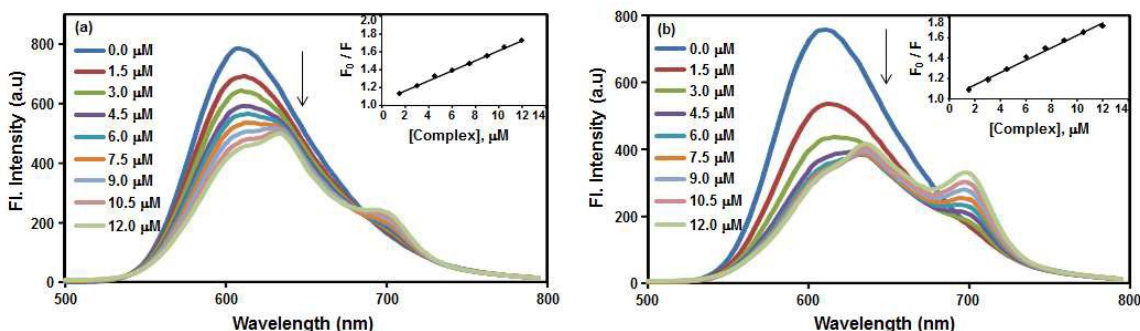 (a)
800
600
400
200
0
Fl. Intensity (a.u)
0.0 µM
1.5 µM
3.0 µM
4.5 µM
6.0 µM
7.5 µM
9.0 µM
10.5 µM
12.0 µM
2.0
1.8
1.6
1.4
1.2
1.0
F0 / F
0 2 4 6 8 10 12 14
[Complex], µM
500 600 700 800
Wavelength (nm)
(b)
800
600
400
200
0
Fl. Intensity (a.u)
0.0 µM
1.5 µM
3.0 µM
4.5 µM
6.0 µM
7.5 µM
9.0 µM
10.5 µM
12.0 µM
1.8
1.6
1.4
1.2
1.0
F0 / F
0 2 4 6 8 10 12 14
[Complex], µM
500 600 700 800
Wavelength (nm)